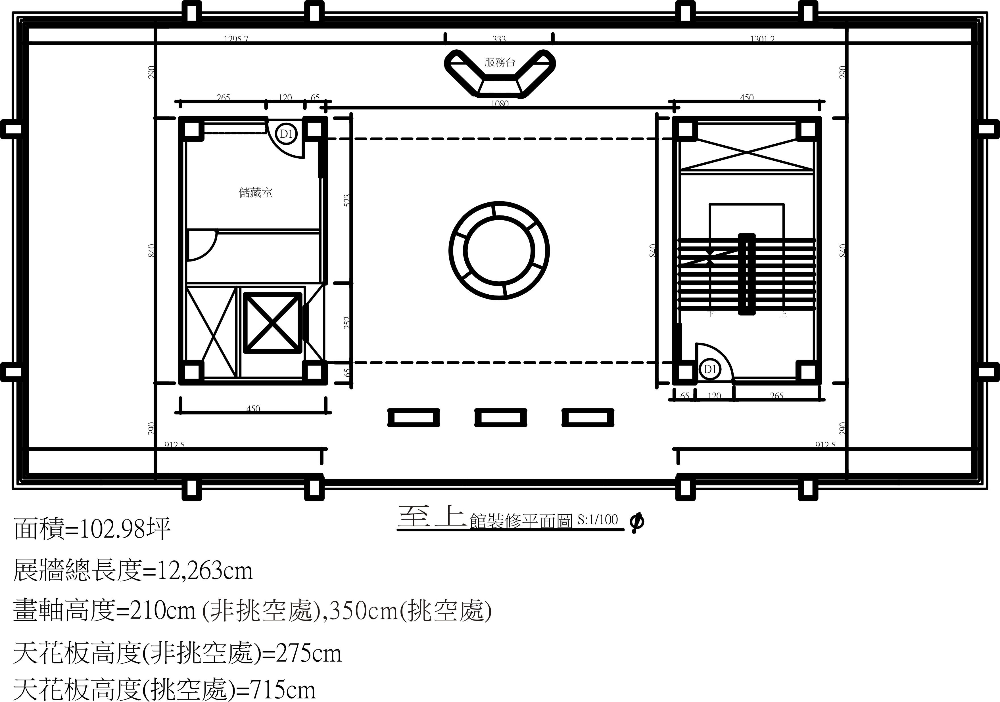 1295.7 333 1301.2
服務台
290 290
265 120 65 450
1080
D1
儲藏室
523
840 840 840
下 上
252
D1
65
65 120 265
450
290 290
912.5 912.5
至上館裝修平面圖 S:1/100
面積=102.98坪
展牆總長度=12,263cm
畫軸高度=210cm (非挑空處),350cm(挑空處)
天花板高度(非挑空處)=275cm
天花板高度(挑空處)=715cm